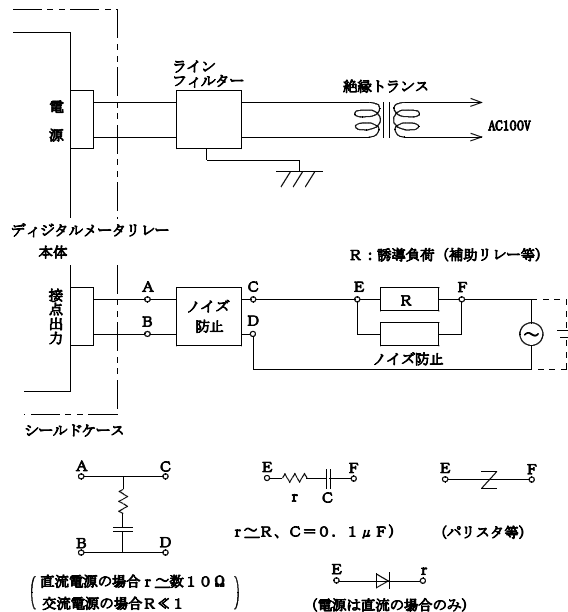 ライン
フィルター
絶縁トランス
電源
AC100V
ディジタルメータリレー
本体
R：誘導負荷（補助リレー等）
接点出力
A
B
ノイズ
防止
C
D
E
R
F
ノイズ防止
シールドケース
A C
B D
E F
r C
r≃R、C＝0．1μF）
E F
(バリスタ等)
直流電源の場合r≃数10Ω
交流電源の場合R≪1
E r
(電源は直流の場合のみ)